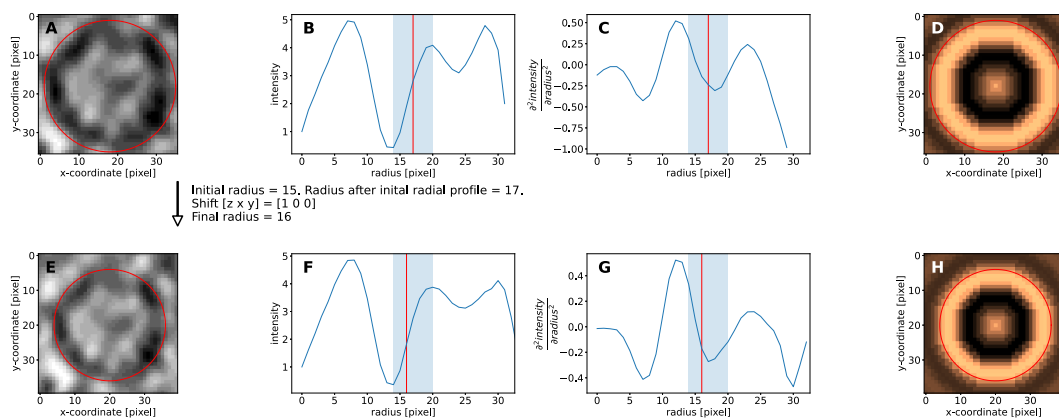 A
B
C
D
0
10
20
30
y-coordinate [pixel]
0 10 20 30
x-coordinate [pixel]
5
4
3
2
1
intensity
0 5 10 15 20 25 30
radius [pixel]
0.50
0.25
0.00
−0.25
−0.50
−0.75
−1.00
∂²intensity
∂radius²
0 5 10 15 20 25 30
radius [pixel]
0
10
20
30
y-coordinate [pixel]
0 10 20 30
x-coordinate [pixel]
Initial radius = 15. Radius after inital radial profile = 17.
Shift [z x y] = [1 0 0]
Final radius = 16
E
F
G
H
0
10
20
30
y-coordinate [pixel]
0 10 20 30
x-coordinate [pixel]
5
4
3
2
1
intensity
0 5 10 15 20 25 30
radius [pixel]
0.4
0.2
0.0
−0.2
−0.4
∂²intensity
∂radius²
0 5 10 15 20 25 30
radius [pixel]
0
10
20
30
y-coordinate [pixel]
0 10 20 30
x-coordinate [pixel]